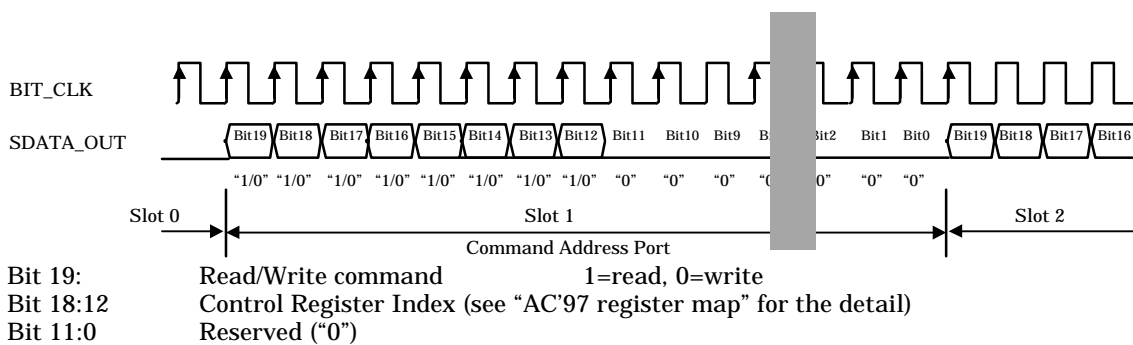 BIT_CLK
SDATA_OUT Bit19 Bit18 Bit17 Bit16 Bit15 Bit14 Bit13 Bit12 Bit11 Bit10 Bit9 Bit1 Bit0 Bit19 Bit18 Bit17 Bit16
“1/0” “1/0” “1/0” “1/0” “1/0” “1/0” “1/0” “1/0” “0” “0” “0” “0” “0”
Slot 0 Slot 1 Slot 2
Command Address Port
Bit 19: Read/Write command 1=read, 0=write
Bit 18:12 Control Register Index (see “AC’97 register map” for the detail)
Bit 11:0 Reserved (“0”)